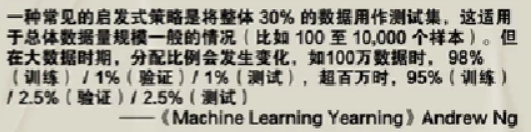 一种常见的启发式策略是将整体 30% 的数据用作测试集，这适用
于总体数据量规模一般的情况（比如 100 至 10,000 个样本）。但
在大数据时期，分配比例会发生变化，如100万数据时，98%
（训练）/ 1%（验证）/ 1%（测试），超百万时，95%（训练）
/ 2.5%（验证）/ 2.5%（测试）
——《Machine Learning Yearning》Andrew Ng